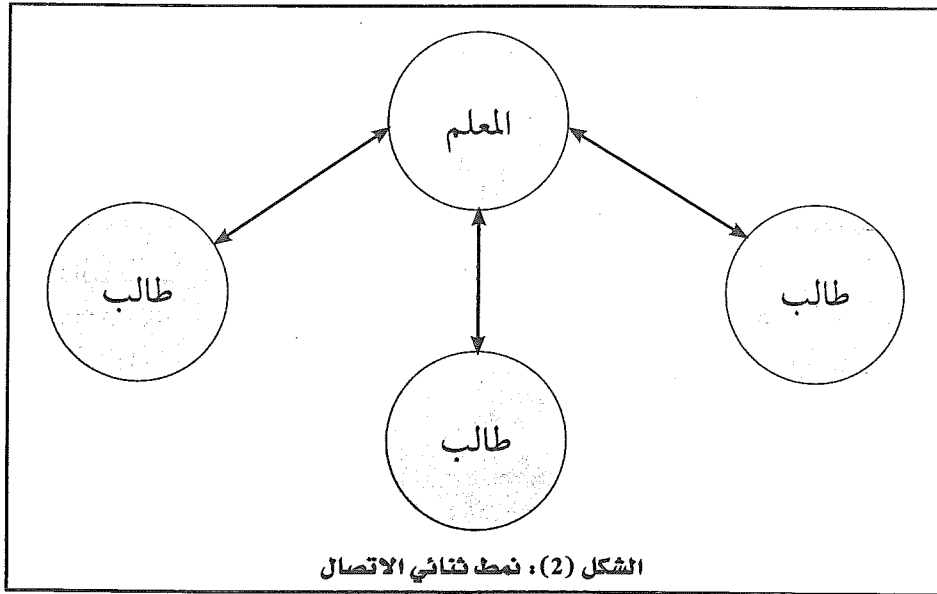 المعلم
طالب
طالب
طالب
الشكل (2): نمط ثنائي الاتصال